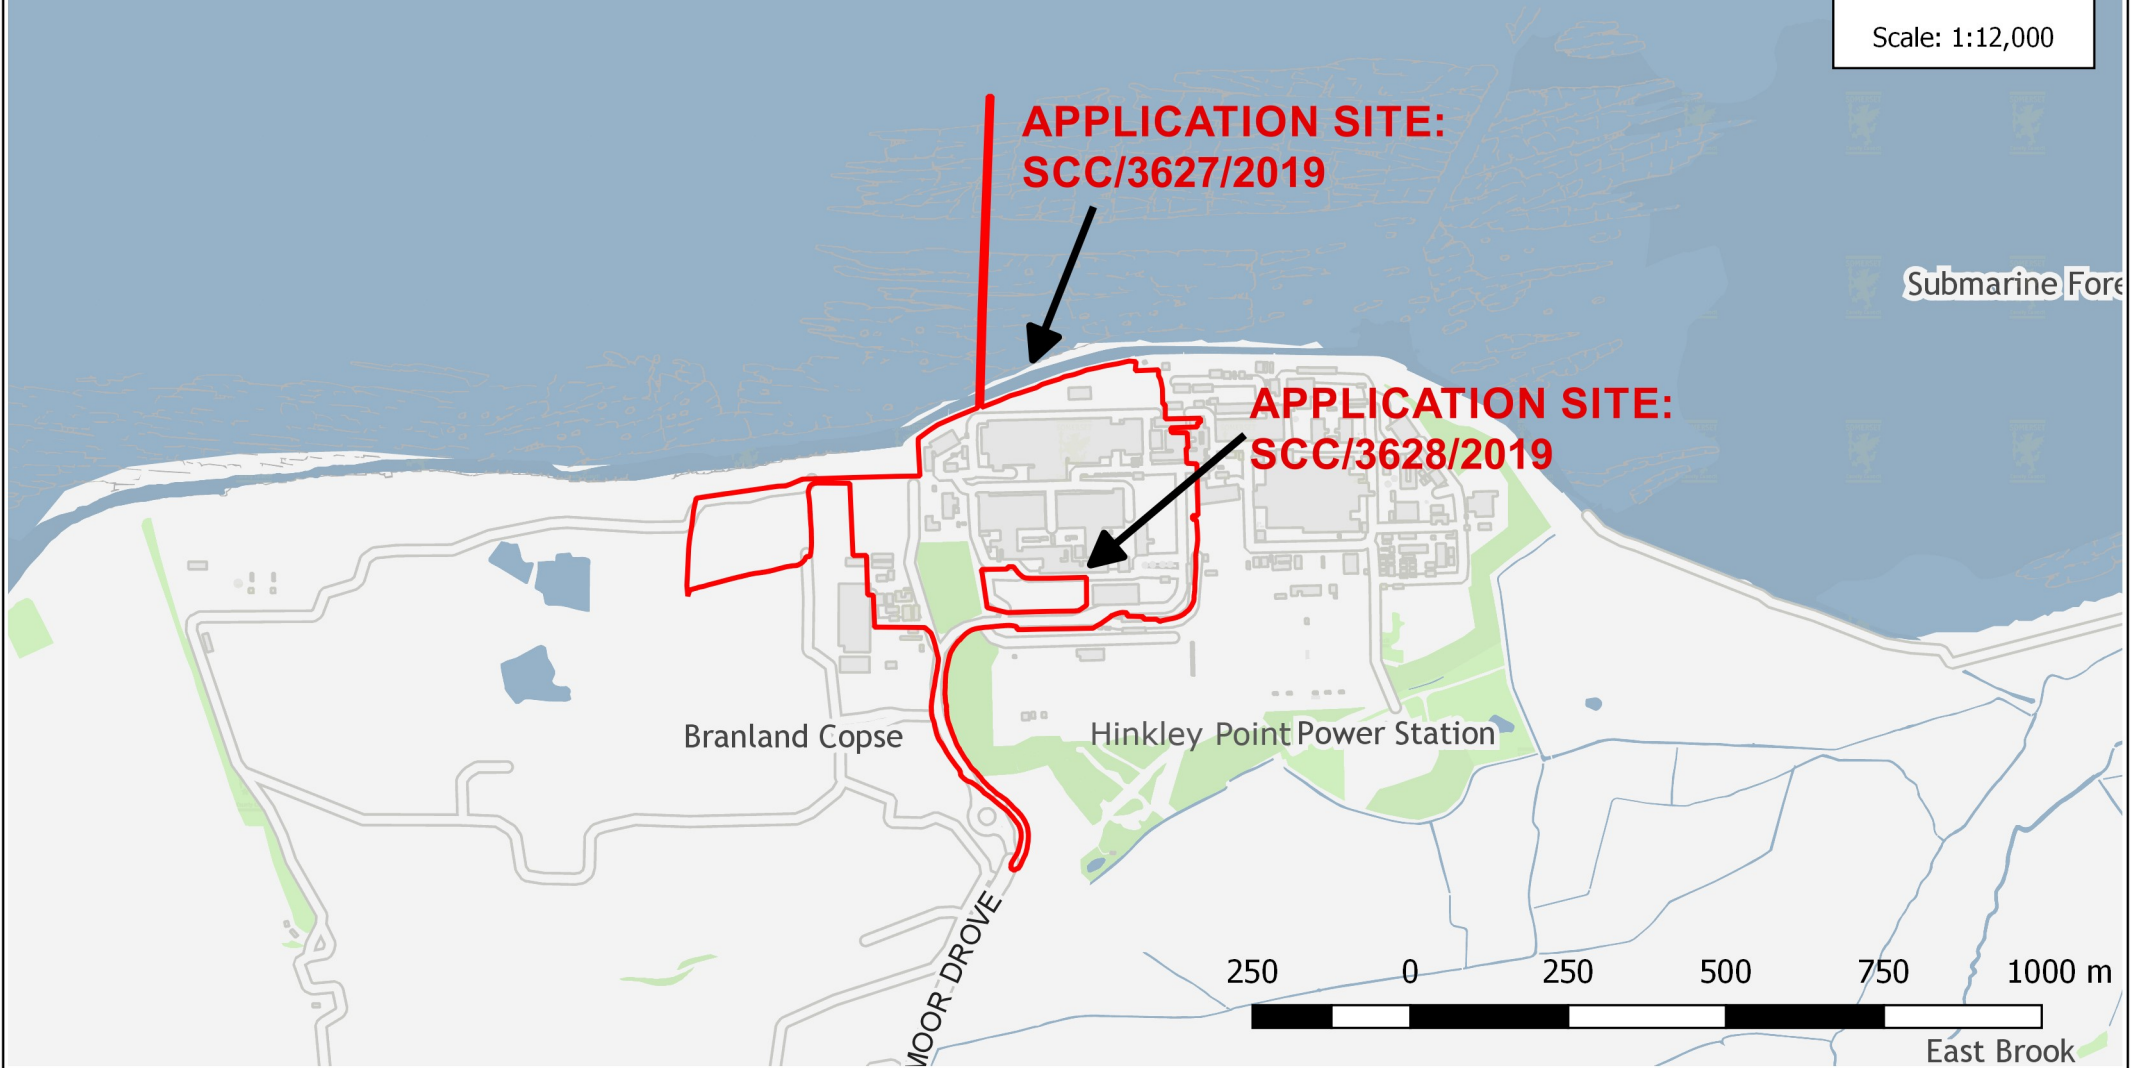 Scale: 1:12,000
APPLICATION SITE:
SCC/3627/2019
Submarine Fore
APPLICATION SITE:
SCC/3628/2019
Branland Copse
Hinkley Point Power Station
MOOR DROVE
250 0 250 500 750 1000 m
East Brook